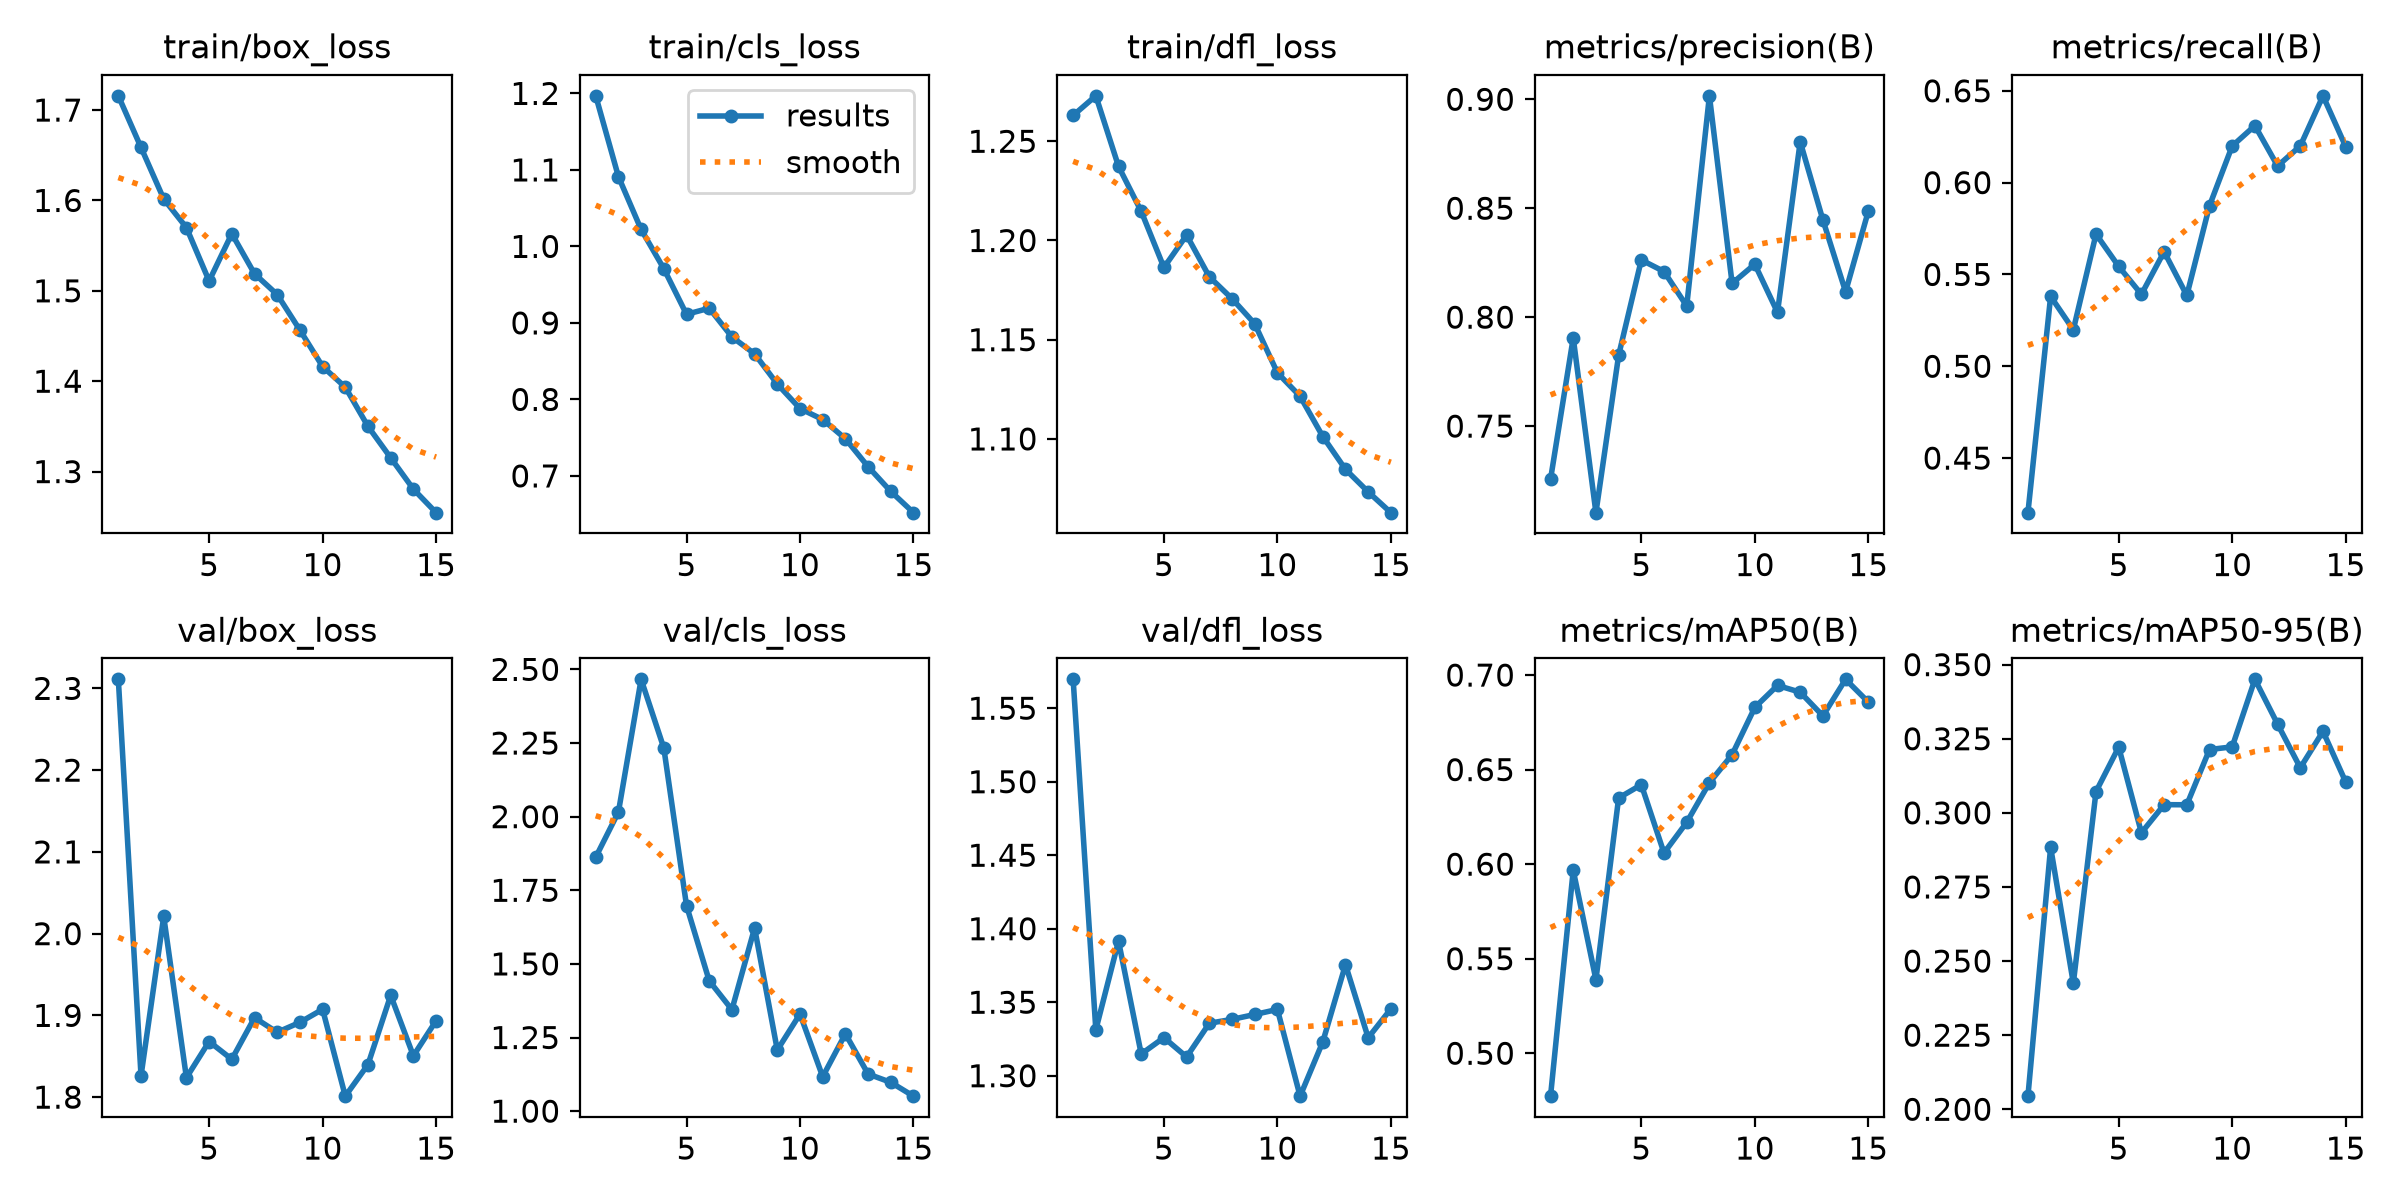 train/box_loss
1.7
1.6
1.5
1.4
1.3
5 10 15
train/cls_loss
results
smooth
1.2
1.1
1.0
0.9
0.8
0.7
5 10 15
train/dfl_loss
1.25
1.20
1.15
1.10
5 10 15
metrics/precision(B)
0.90
0.85
0.80
0.75
5 10 15
metrics/recall(B)
0.65
0.60
0.55
0.50
0.45
5 10 15
val/box_loss
2.3
2.2
2.1
2.0
1.9
1.8
5 10 15
val/cls_loss
2.50
2.25
2.00
1.75
1.50
1.25
1.00
5 10 15
val/dfl_loss
1.55
1.50
1.45
1.40
1.35
1.30
5 10 15
metrics/mAP50(B)
0.70
0.65
0.60
0.55
0.50
5 10 15
metrics/mAP50-95(B)
0.350
0.325
0.300
0.275
0.250
0.225
0.200
5 10 15